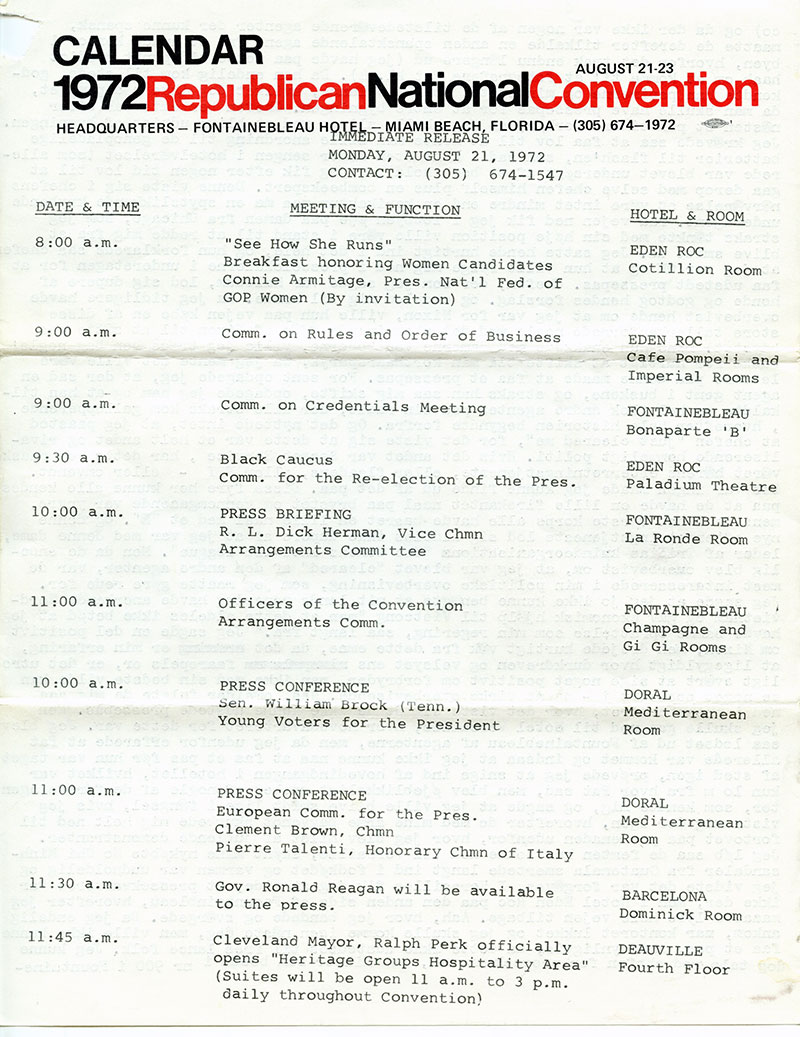 CALENDAR
AUGUST 21-23
1972RepublicanNationalConvention
HEADQUARTERS – FONTAINEBLEAU HOTEL – MIAMI BEACH, FLORIDA – (305) 674–1972
IMMEDIATE RELEASE
MONDAY, AUGUST 21, 1972
CONTACT: (305) 674-1547
DATE & TIME MEETING & FUNCTION HOTEL & ROOM
8:00 a.m. "See How She Runs" EDEN ROC
Breakfast honoring Women Candidates Cotillion Room
Connie Armitage, Pres. Nat'l Fed. of
GOP Women (By invitation)
9:00 a.m. Comm. on Rules and Order of Business EDEN ROC
Cafe Pompeii and
Imperial Rooms
9:00 a.m. Comm. on Credentials Meeting FONTAINEBLEAU
Bonaparte 'B'
9:30 a.m. Black Caucus EDEN ROC
Comm. for the Re-election of the Pres. Paladium Theatre
10:00 a.m. PRESS BRIEFING FONTAINEBLEAU
R. L. Dick Herman, Vice Chmn La Ronde Room
Arrangements Committee
11:00 a.m. Officers of the Convention FONTAINEBLEAU
Arrangements Comm. Champagne and
Gi Gi Rooms
10:00 a.m. PRESS CONFERENCE DORAL
Sen. William Brock (Tenn.) Mediterranean
Young Voters for the President Room
11:00 a.m. PRESS CONFERENCE DORAL
European Comm. for the Pres. Mediterranean
Clement Brown, Chmn Room
Pierre Talenti, Honorary Chmn of Italy
11:30 a.m. Gov. Ronald Reagan will be available BARCELONA
to the press. Dominick Room
11:45 a.m. Cleveland Mayor, Ralph Perk officially DEAUVILLE
opens "Heritage Groups Hospitality Area" Fourth Floor
(Suites will be open 11 a.m. to 3 p.m.
daily throughout Convention)